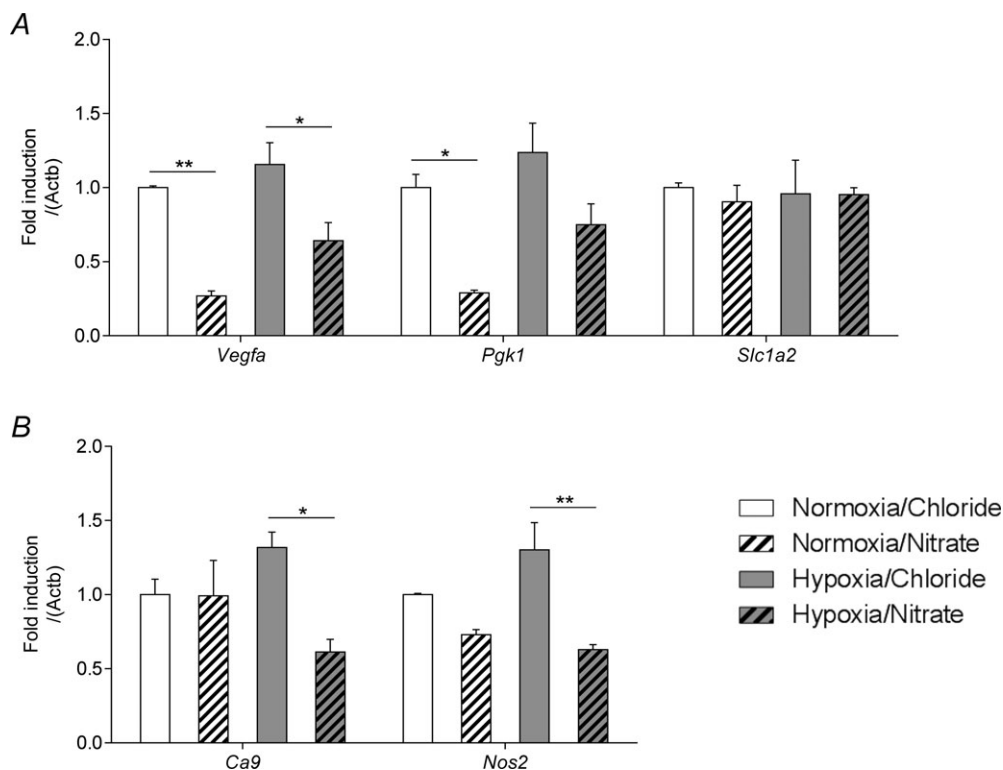 A
2.0
1.5
1.0
0.5
0.0
Fold induction
/(Actb)
**
*
*
Vegfa
Pgk1
Slc1a2
B
2.0
1.5
1.0
0.5
0.0
Fold induction
/(Actb)
*
**
Ca9
Nos2
Normoxia/Chloride
Normoxia/Nitrate
Hypoxia/Chloride
Hypoxia/Nitrate